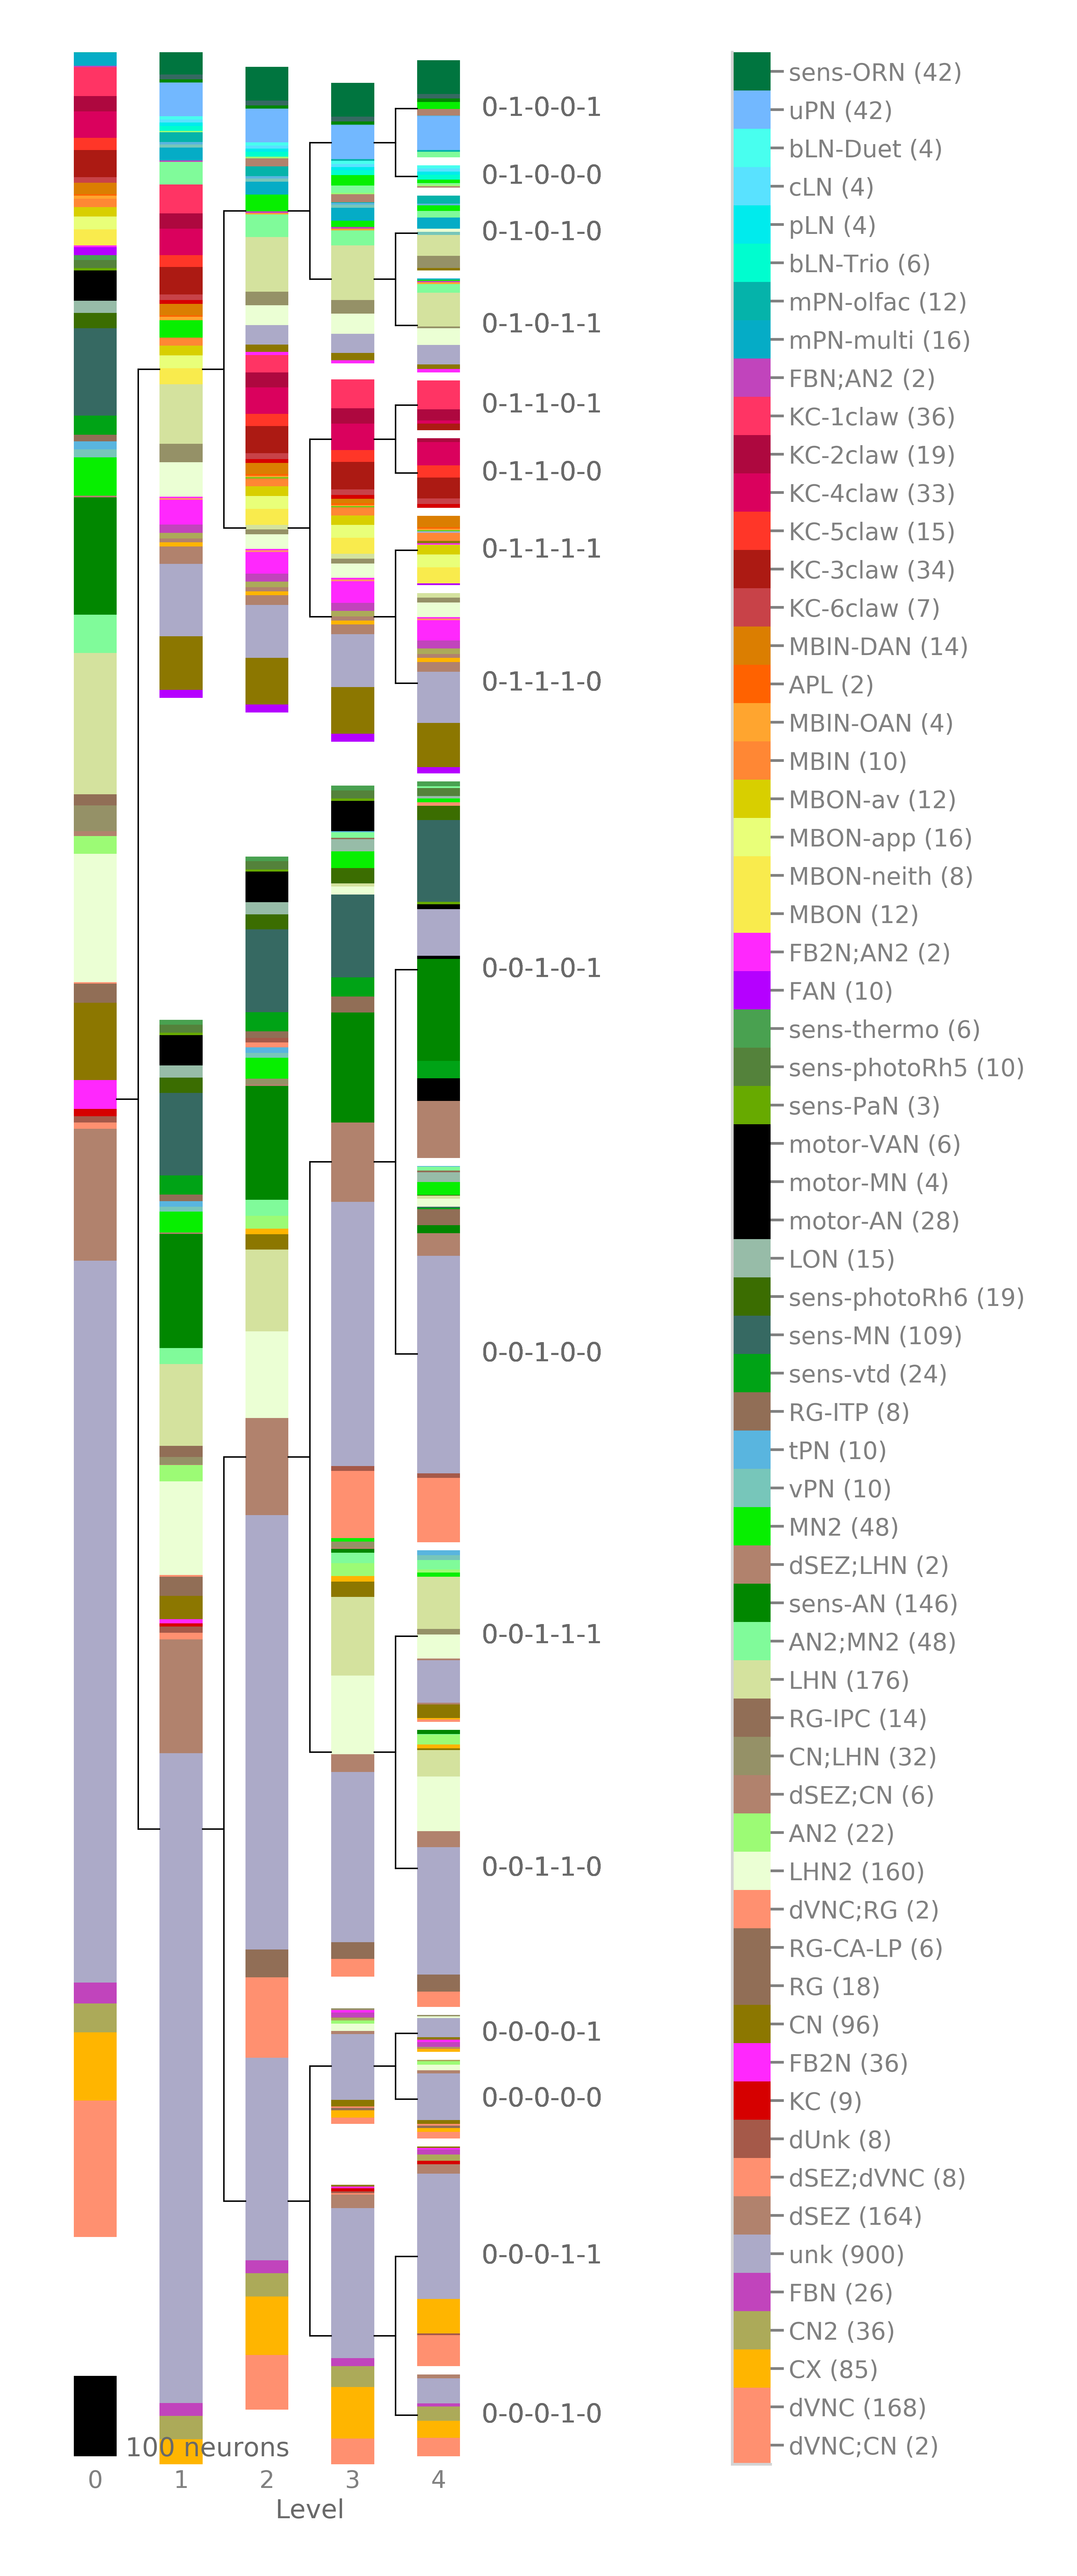 0-1-0-0-1
0-1-0-0-0
0-1-0-1-0
0-1-0-1-1
0-1-1-0-1
0-1-1-0-0
0-1-1-1-1
0-1-1-1-0
0-0-1-0-1
0-0-1-0-0
0-0-1-1-1
0-0-1-1-0
0-0-0-0-1
0-0-0-0-0
0-0-0-1-1
0-0-0-1-0
100 neurons
0 1 2 3 4
Level
sens-ORN (42)
uPN (42)
bLN-Duet (4)
cLN (4)
pLN (4)
bLN-Trio (6)
mPN-olfac (12)
mPN-multi (16)
FBN;AN2 (2)
KC-1claw (36)
KC-2claw (19)
KC-4claw (33)
KC-5claw (15)
KC-3claw (34)
KC-6claw (7)
MBIN-DAN (14)
APL (2)
MBIN-OAN (4)
MBIN (10)
MBON-av (12)
MBON-app (16)
MBON-neith (8)
MBON (12)
FB2N;AN2 (2)
FAN (10)
sens-thermo (6)
sens-photoRh5 (10)
sens-PaN (3)
motor-VAN (6)
motor-MN (4)
motor-AN (28)
LON (15)
sens-photoRh6 (19)
sens-MN (109)
sens-vtd (24)
RG-ITP (8)
tPN (10)
vPN (10)
MN2 (48)
dSEZ;LHN (2)
sens-AN (146)
AN2;MN2 (48)
LHN (176)
RG-IPC (14)
CN;LHN (32)
dSEZ;CN (6)
AN2 (22)
LHN2 (160)
dVNC;RG (2)
RG-CA-LP (6)
RG (18)
CN (96)
FB2N (36)
KC (9)
dUnk (8)
dSEZ;dVNC (8)
dSEZ (164)
unk (900)
FBN (26)
CN2 (36)
CX (85)
dVNC (168)
dVNC;CN (2)